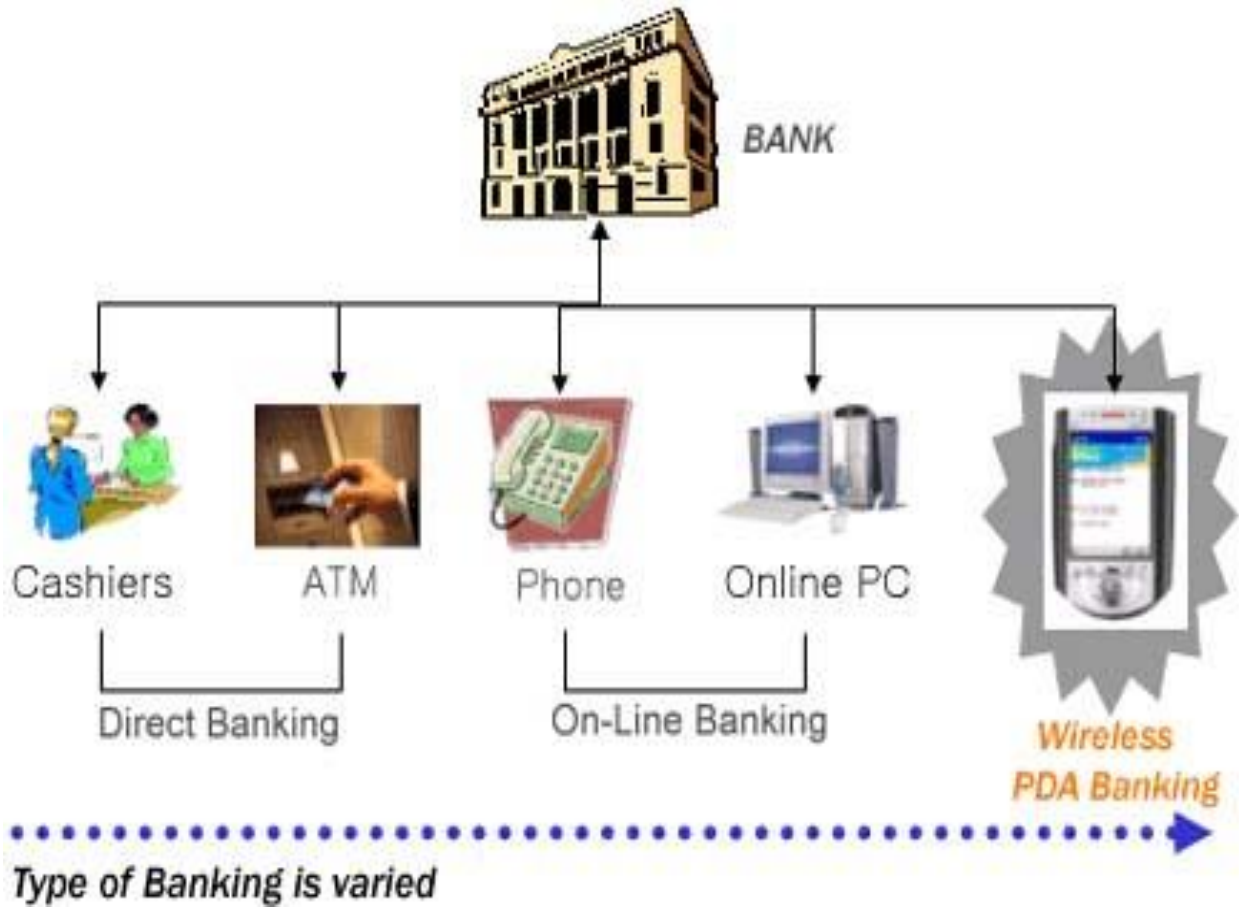 BANK
Cashiers
ATM
Phone
Online PC
Direct Banking
On-Line Banking
Wireless
PDA Banking
Type of Banking is varied